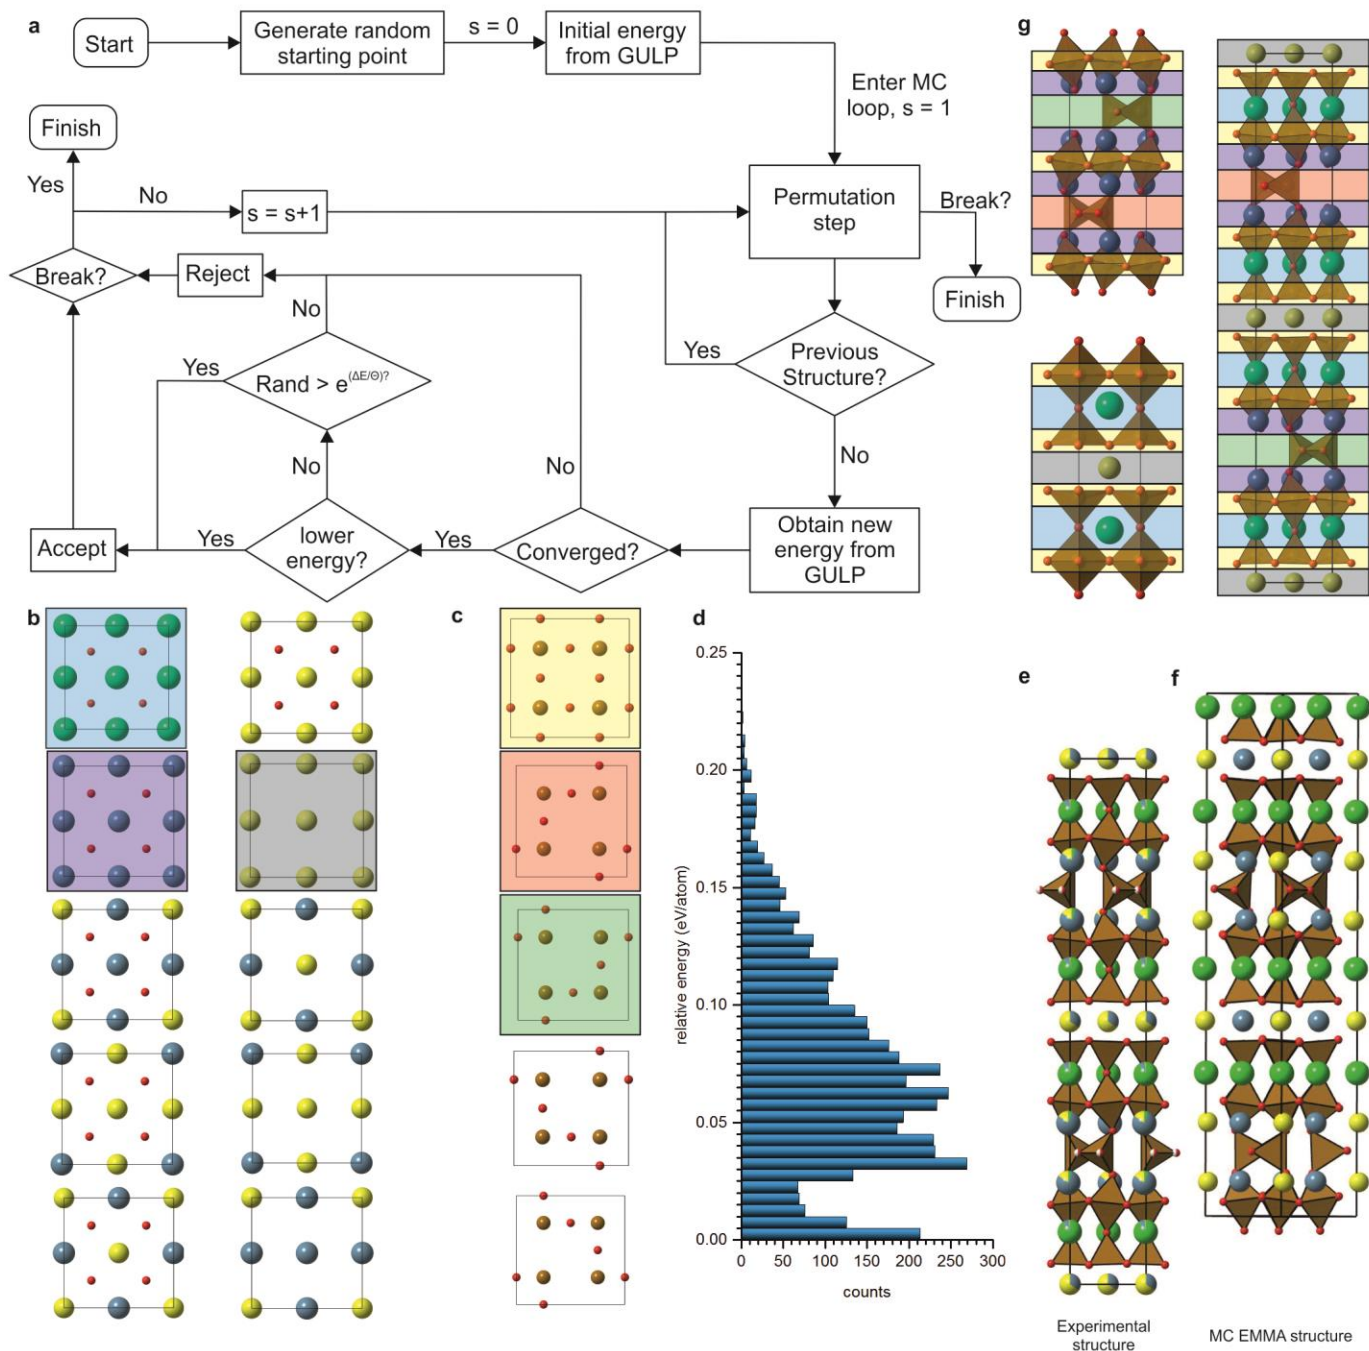 a
Start
Generate random
starting point
s = 0
Initial energy
from GULP
Enter MC
loop, s = 1
Finish
Yes
No
s = s+1
Permutation
step
Break?
Finish
Break?
Reject
No
Yes
Rand > e(ΔE/Θ)?
No
Yes
Previous
Structure?
No
No
Accept
Yes
lower
energy?
Yes
Converged?
Obtain new
energy from
GULP
g
b
c
d
0.25
0.20
0.15
0.10
0.05
0.00
relative energy (eV/atom)
0
50
100
150
200
250
300
counts
e
f
Experimental
structure
MC EMMA structure